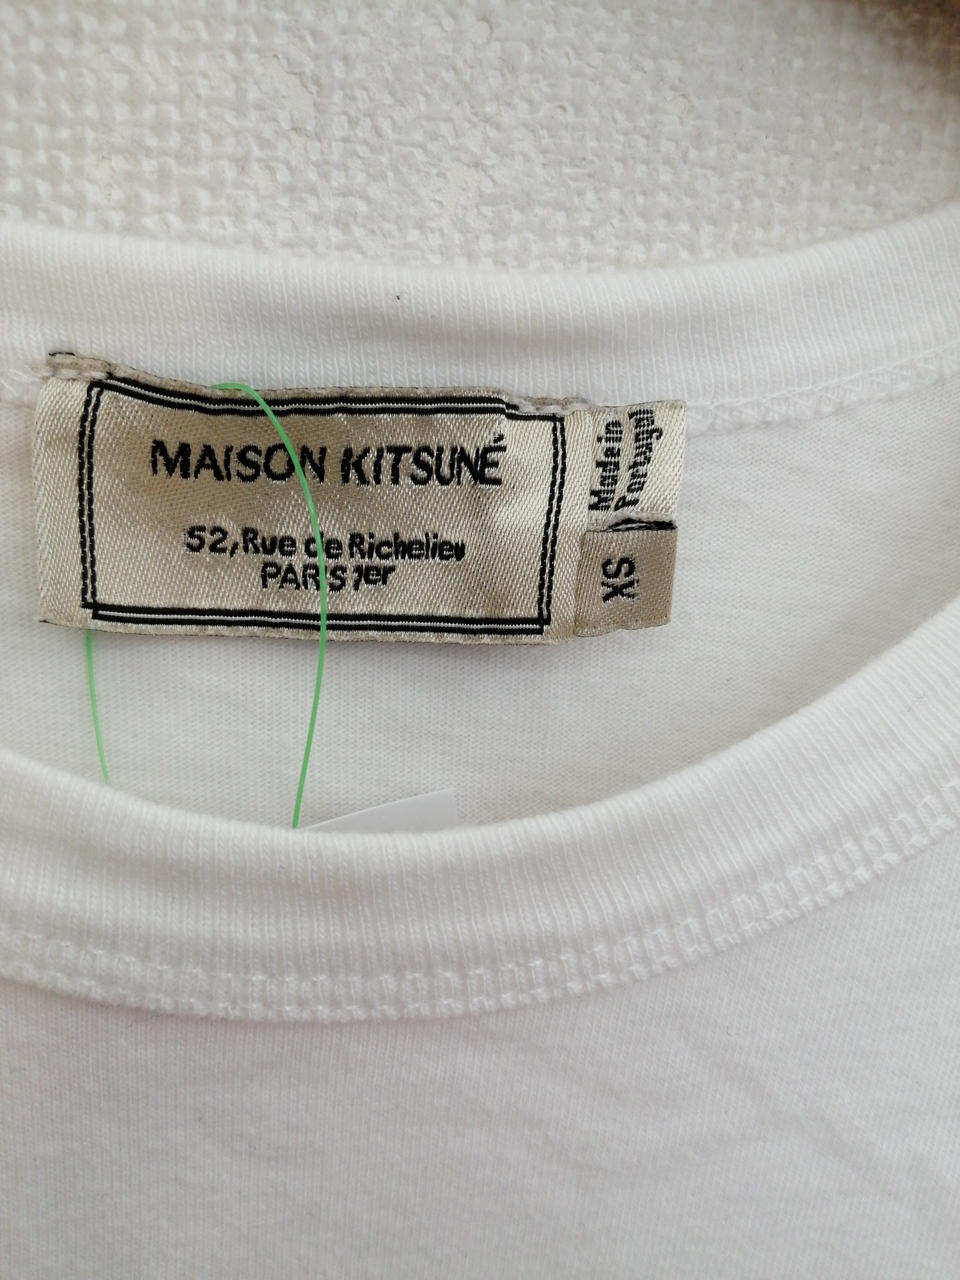 MAISON KITSUNÉ
52,Rue de Richelieu
PARIS 1er
Made in
Portugal
XS